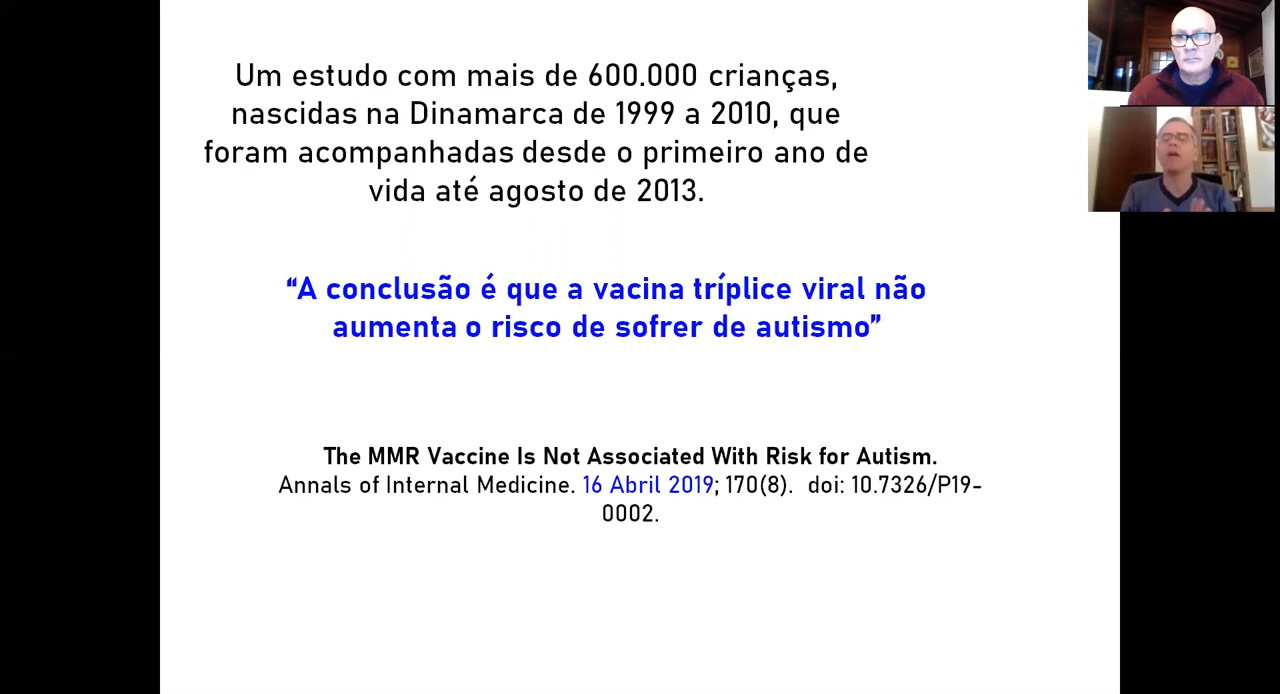 Um estudo com mais de 600.000 crianças,
nascidas na Dinamarca de 1999 a 2010, que
foram acompanhadas desde o primeiro ano de
vida até agosto de 2013.
“A conclusão é que a vacina tríplice viral não
aumenta o risco de sofrer de autismo”
The MMR Vaccine Is Not Associated With Risk for Autism.
Annals of Internal Medicine. 16 Abril 2019; 170(8). doi: 10.7326/P19-
0002.